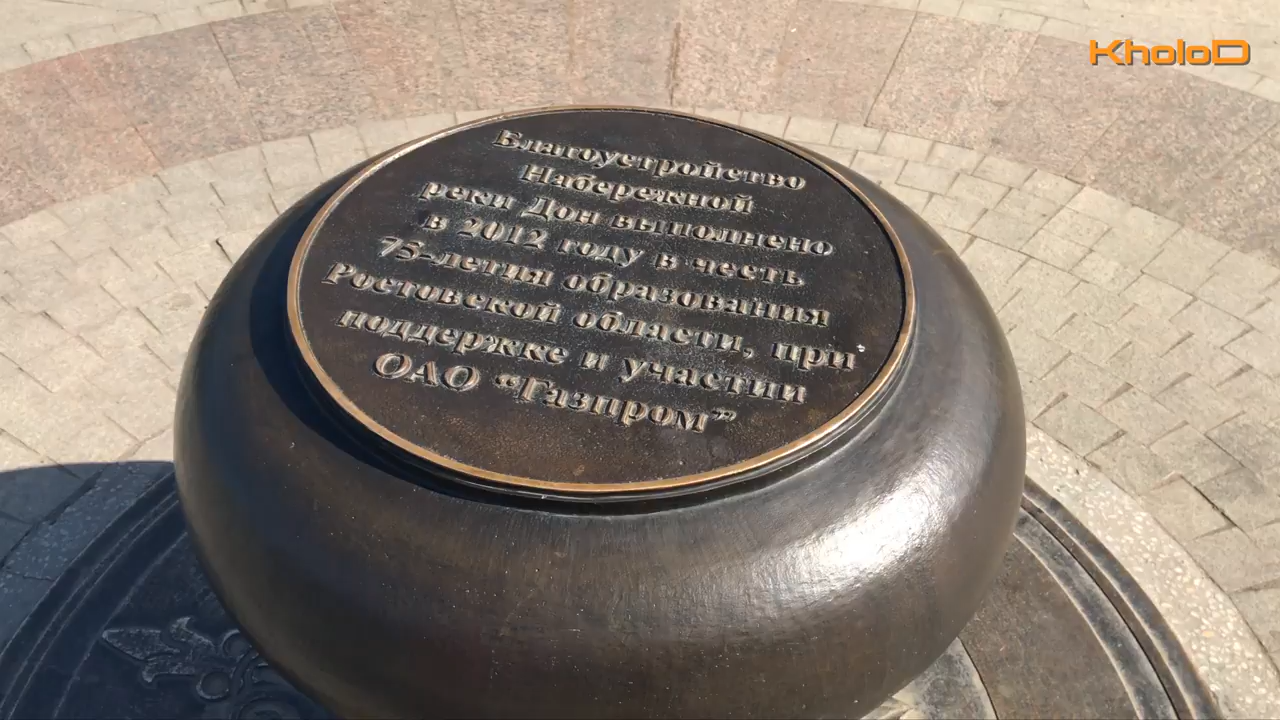 KholoD
Благоустройство
Набережной
реки Дон выполнено
в 2012 году в честь
75-летия образования
Ростовской области, при
поддержке и участии
ОАО “Газпром”